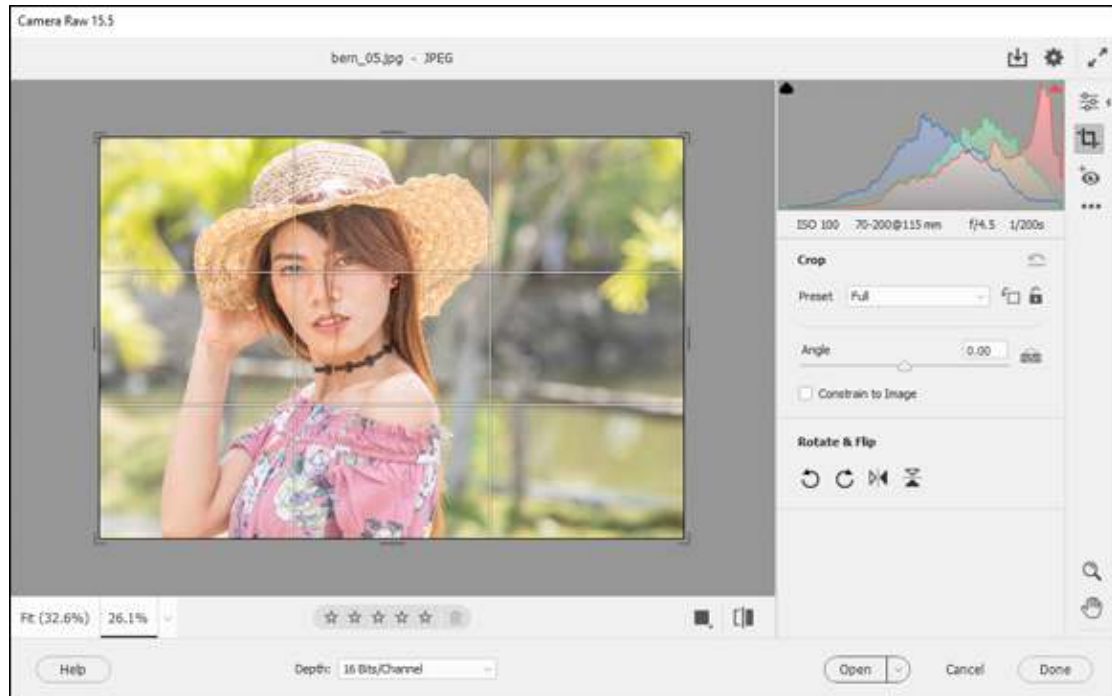 Camera Raw 15.5
bern_05.jpg - JPEG
ISO 100 70-200@115 mm f/4.5 1/200s
Crop
Preset Full
Angle 0.00
Constrain to Image
Rotate & Flip
Fit (32.6%) 26.1%
Help Depth: 16 Bits/Channel Open Cancel Done